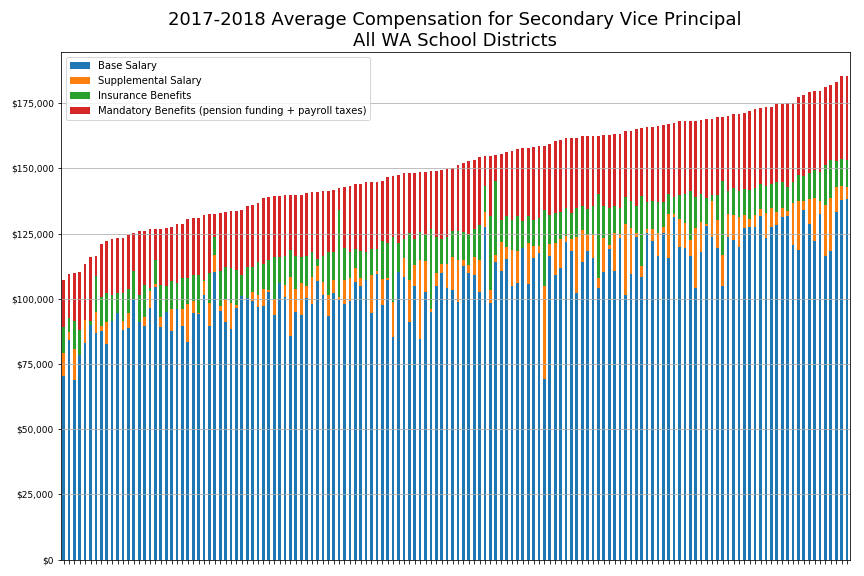 2017-2018 Average Compensation for Secondary Vice Principal
All WA School Districts
Base Salary
Supplemental Salary
Insurance Benefits
Mandatory Benefits (pension funding + payroll taxes)
$175,000
$150,000
$125,000
$100,000
$75,000
$50,000
$25,000
$0